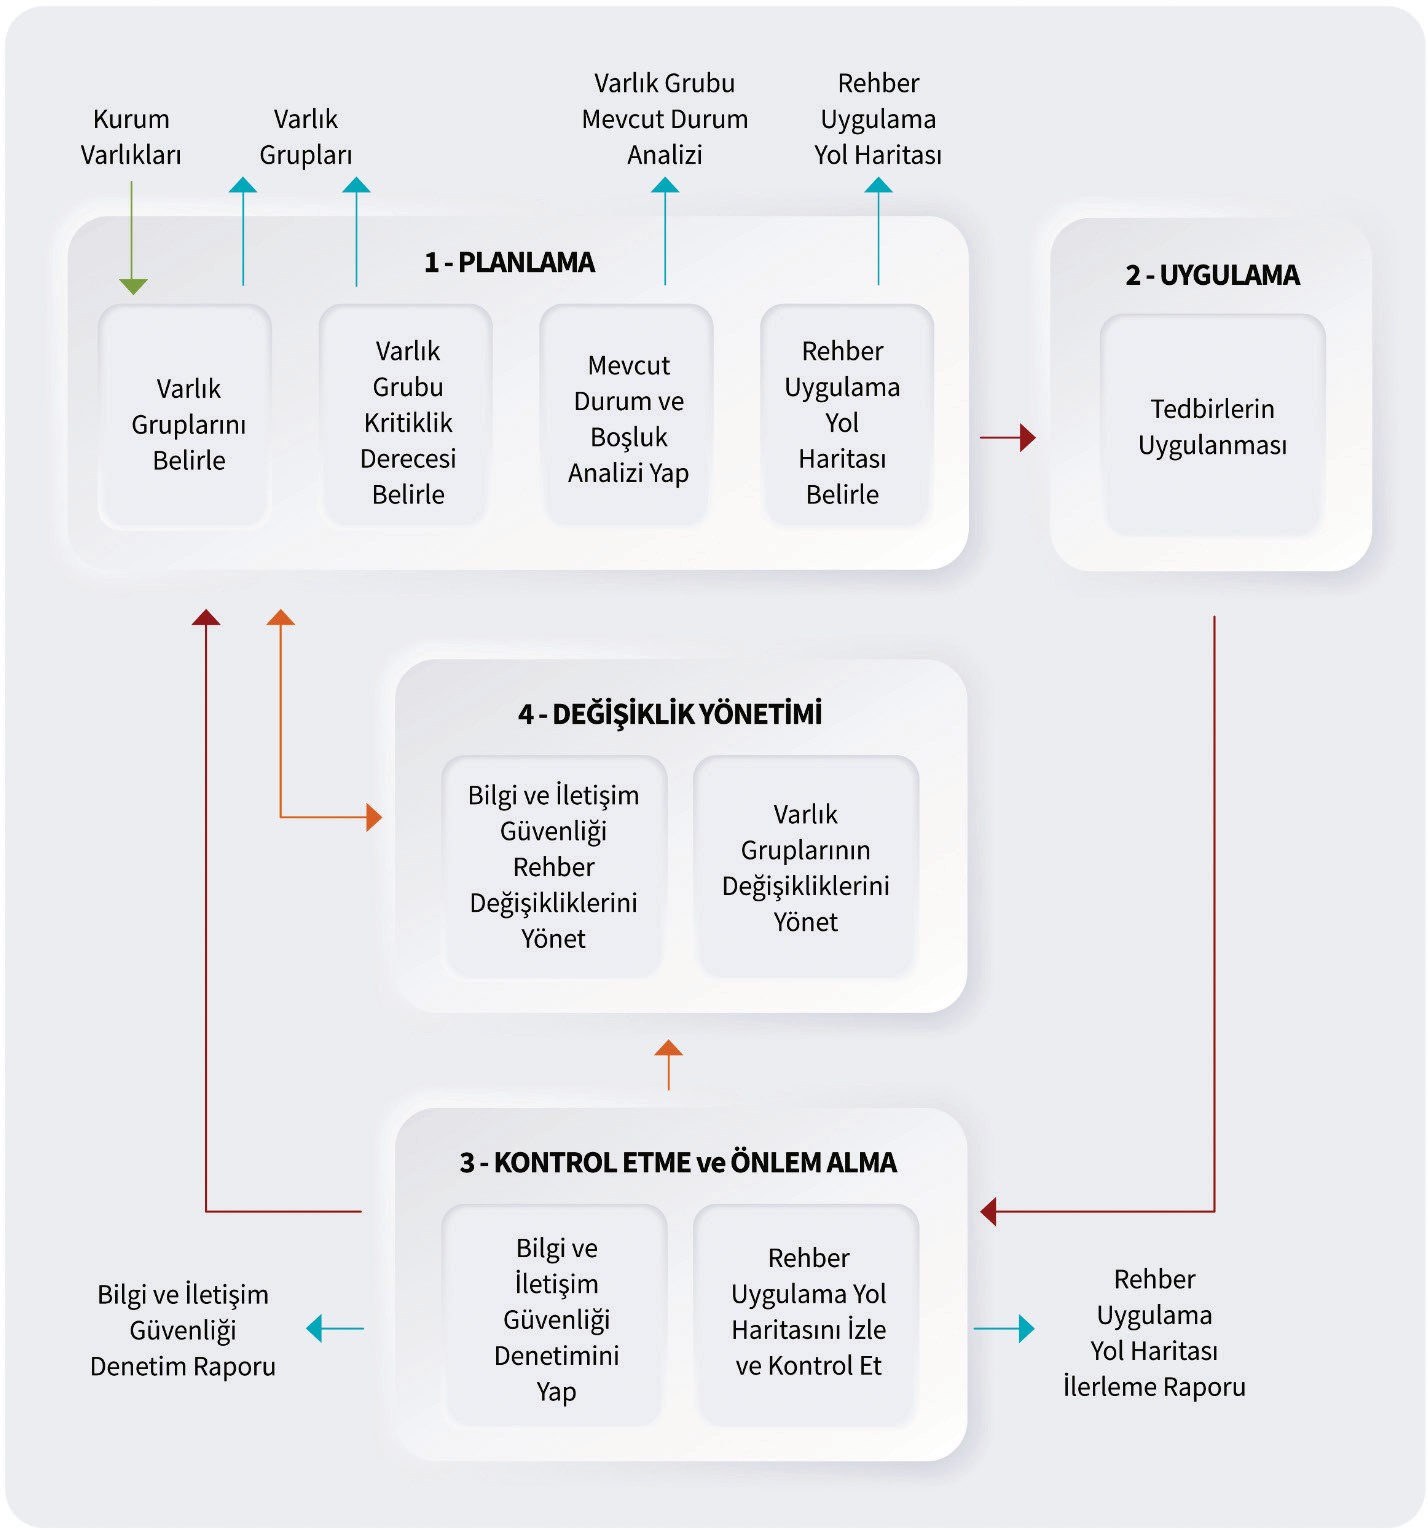 Kurum
Varlıkları
Varlık
Grupları
Varlık Grubu
Mevcut Durum
Analizi
Rehber
Uygulama
Yol Haritası
1 - PLANLAMA
Varlık
Gruplarını
Belirle
Varlık
Grubu
Kritiklik
Derecesi
Belirle
Mevcut
Durum ve
Boşluk
Analizi Yap
Rehber
Uygulama
Yol
Haritası
Belirle
2 - UYGULAMA
Tedbirlerin
Uygulanması
4 - DEĞİŞİKLİK YÖNETİMİ
Bilgi ve İletişim
Güvenliği
Rehber
Değişikliklerini
Yönet
Varlık
Gruplarının
Değişikliklerini
Yönet
3 - KONTROL ETME ve ÖNLEM ALMA
Bilgi ve
İletişim
Güvenliği
Denetimini
Yap
Rehber
Uygulama Yol
Haritasını İzle
ve Kontrol Et
Bilgi ve İletişim
Güvenliği
Denetim Raporu
Rehber
Uygulama
Yol Haritası
İlerleme Raporu